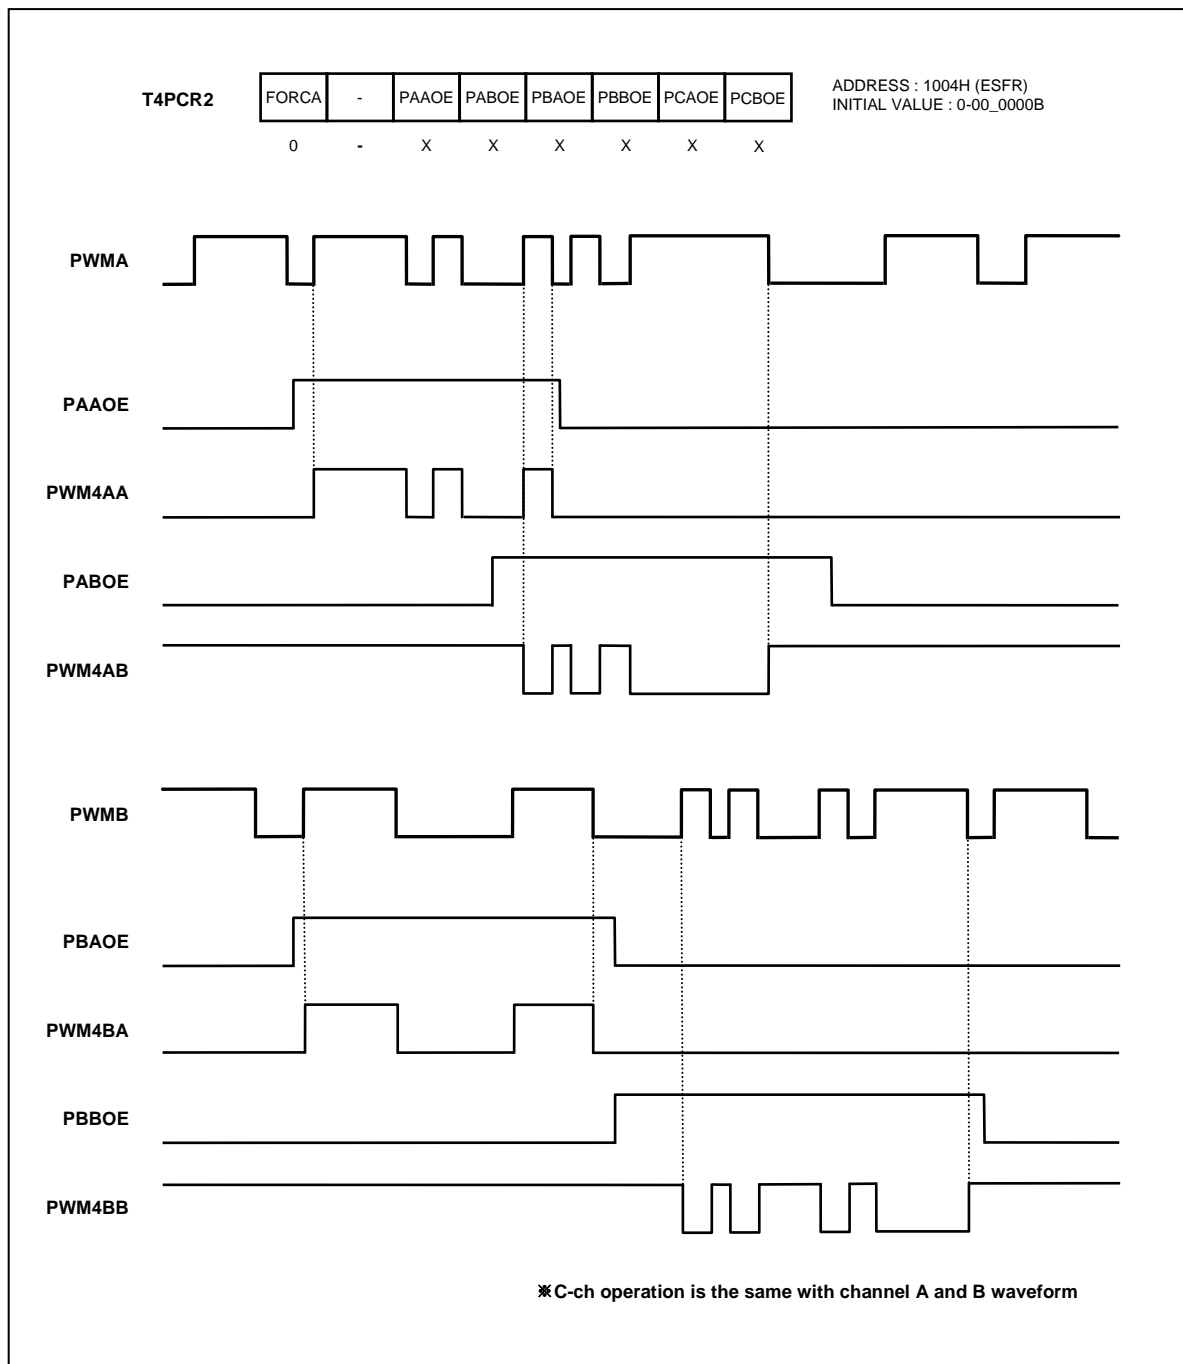 T4PCR2 FORCA - PAAOE PABOE PBAOE PBBOE PCAOE PCBOE ADDRESS : 1004H (ESFR)
INITIAL VALUE : 0-00_0000B
0 - X X X X X X
PWMA
PAAOE
PWM4AA
PABOE
PWM4AB
PWMB
PBAOE
PWM4BA
PBBOE
PWM4BB
※C-ch operation is the same with channel A and B waveform